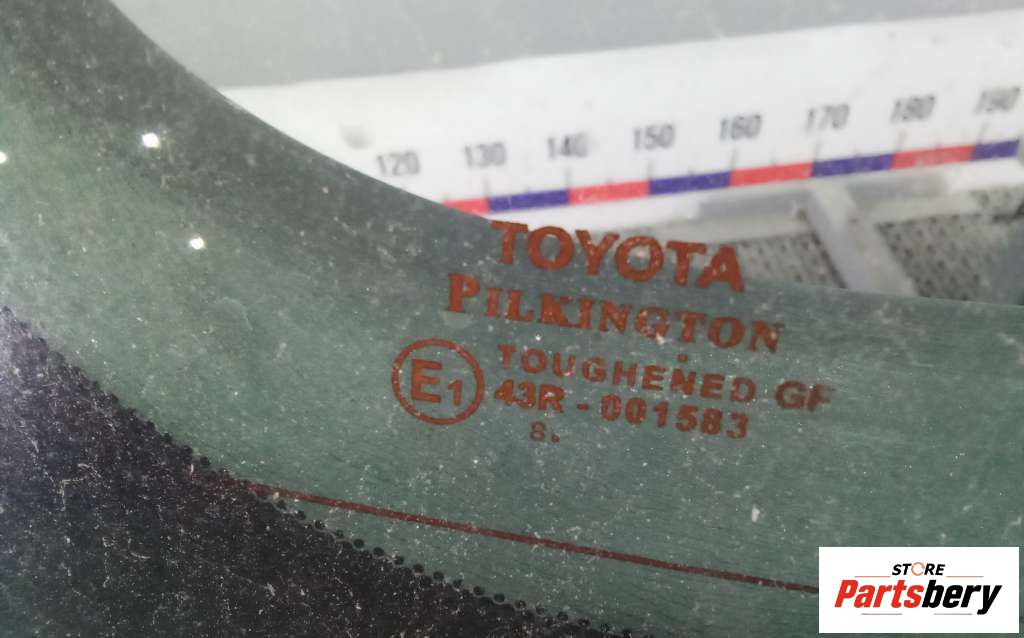 120 130 140 150 160 170 180 190
TOYOTA
PILKINGTON
TOUGHENED GF
E1
43R - 001583
8.
STORE
Partsbery